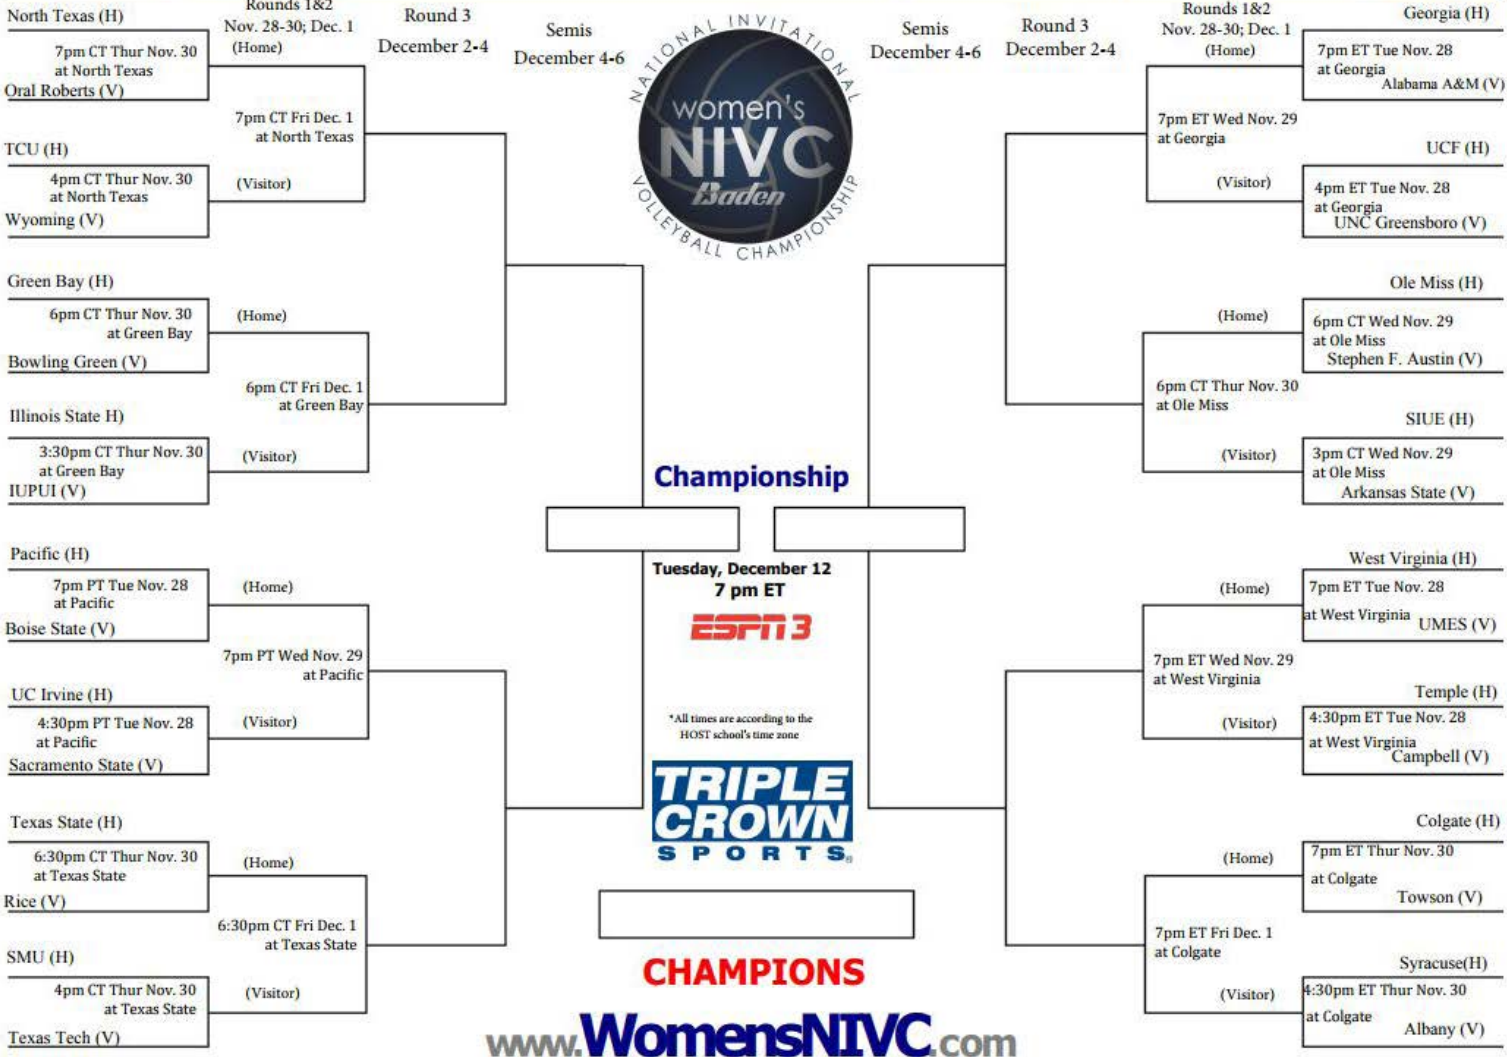 North Texas (H)
7pm CT Thur Nov. 30
at North Texas
Oral Roberts (V)
TCU (H)
4pm CT Thur Nov. 30
at North Texas
Wyoming (V)
Green Bay (H)
6pm CT Thur Nov. 30
at Green Bay
Bowling Green (V)
Illinois State H)
3:30pm CT Thur Nov. 30
at Green Bay
IUPUI (V)
Pacific (H)
7pm PT Tue Nov. 28
at Pacific
Boise State (V)
UC Irvine (H)
4:30pm PT Tue Nov. 28
at Pacific
Sacramento State (V)
Texas State (H)
6:30pm CT Thur Nov. 30
at Texas State
Rice (V)
SMU (H)
4pm CT Thur Nov. 30
at Texas State
Texas Tech (V)
Rounds 1&2
Nov. 28-30; Dec. 1
(Home)
7pm CT Fri Dec. 1
at North Texas
(Visitor)
(Home)
6pm CT Fri Dec. 1
at Green Bay
(Visitor)
(Home)
7pm PT Wed Nov. 29
at Pacific
(Visitor)
(Home)
6:30pm CT Fri Dec. 1
at Texas State
(Visitor)
Round 3
December 2-4
Semis
December 4-6
NATIONAL INVITATIONAL
women's
NIVC
Baden
VOLLEYBALL CHAMPIONSHIP
Championship
Tuesday, December 12
7 pm ET
ESPN 3
*All times are according to the
HOST school's time zone
TRIPLE
CROWN
SPORTS®
CHAMPIONS
www.WomensNIVC.com
Semis
December 4-6
Round 3
December 2-4
Rounds 1&2
Nov. 28-30; Dec. 1
(Home)
7pm ET Wed Nov. 29
at Georgia
(Visitor)
(Home)
6pm CT Thur Nov. 30
at Ole Miss
(Visitor)
(Home)
7pm ET Wed Nov. 29
at West Virginia
(Visitor)
(Home)
7pm ET Fri Dec. 1
at Colgate
(Visitor)
Georgia (H)
7pm ET Tue Nov. 28
at Georgia
Alabama A&M (V)
UCF (H)
4pm ET Tue Nov. 28
at Georgia
UNC Greensboro (V)
Ole Miss (H)
6pm CT Wed Nov. 29
at Ole Miss
Stephen F. Austin (V)
SIUE (H)
3pm CT Wed Nov. 29
at Ole Miss
Arkansas State (V)
West Virginia (H)
7pm ET Tue Nov. 28
at West Virginia
UMES (V)
Temple (H)
4:30pm ET Tue Nov. 28
at West Virginia
Campbell (V)
Colgate (H)
7pm ET Thur Nov. 30
at Colgate
Towson (V)
Syracuse(H)
4:30pm ET Thur Nov. 30
at Colgate
Albany (V)